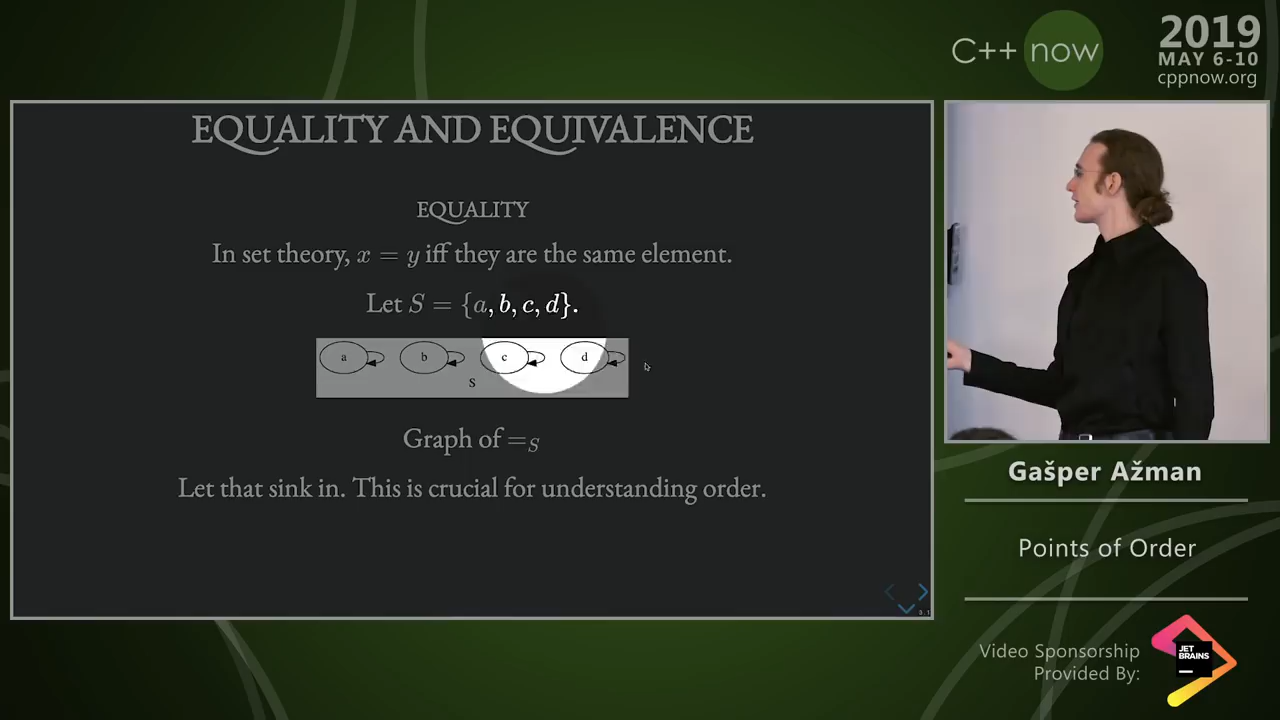 C++ now
2019
MAY 6-10
cppnow.org
EQUALITY AND EQUIVALENCE
EQUALITY
In set theory, x = y iff they are the same element.
Let S = {a, b, c, d}.
a b c d
S
Graph of =S
Let that sink in. This is crucial for understanding order.
Gašper Ažman
Points of Order
Video Sponsorship
Provided By:
JET
BRAINS